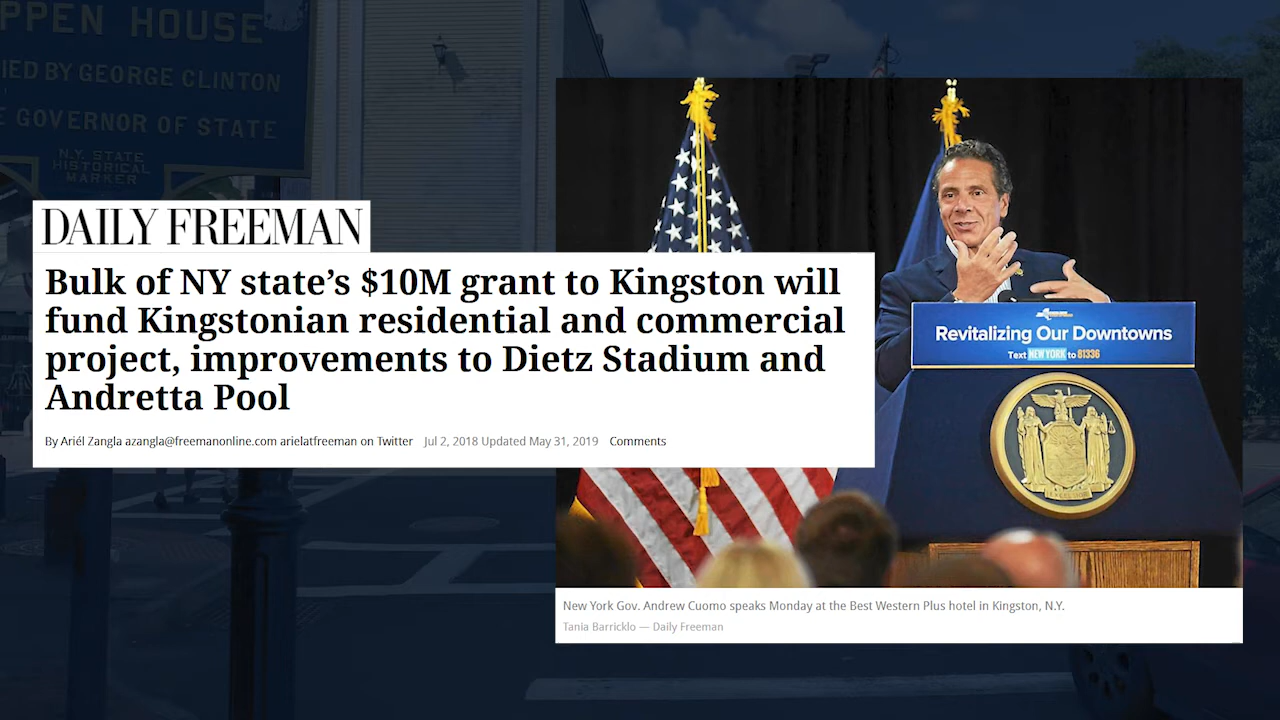 PPEN HOUSE
IED BY GEORGE CLINTON
GOVERNOR OF STATE
N.Y. STATE
HISTORICAL
MARKER
DAILY FREEMAN
Bulk of NY state’s $10M grant to Kingston will
fund Kingstonian residential and commercial
project, improvements to Dietz Stadium and
Andretta Pool
By Ariél Zangla azangla@freemanonline.com arielatfreeman on Twitter Jul 2, 2018 Updated May 31, 2019 Comments
Revitalizing Our Downtowns
Text NEW YORK to 81336
EXCELSIOR
New York Gov. Andrew Cuomo speaks Monday at the Best Western Plus hotel in Kingston, N.Y.
Tania Barricklo — Daily Freeman